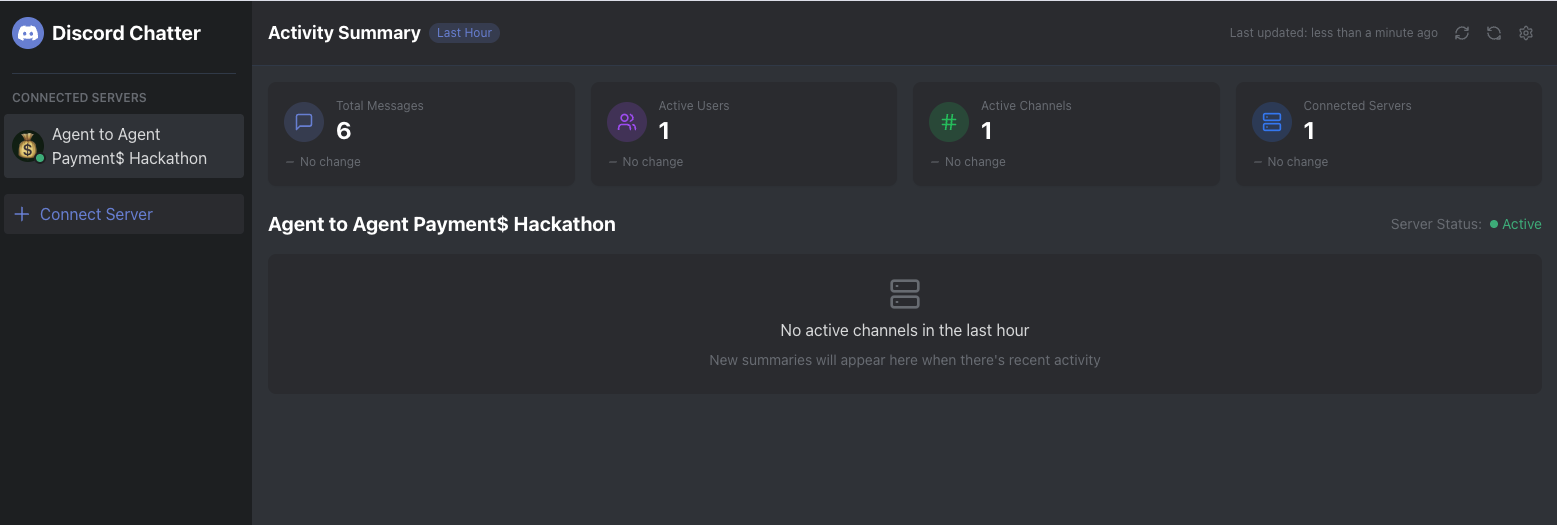 Discord Chatter
CONNECTED SERVERS
Agent to Agent
Payment$ Hackathon
+ Connect Server
Activity Summary
Last Hour
Last updated: less than a minute ago
Total Messages
6
— No change
Active Users
1
— No change
Active Channels
1
— No change
Connected Servers
1
— No change
Agent to Agent Payment$ Hackathon
Server Status: Active
No active channels in the last hour
New summaries will appear here when there's recent activity